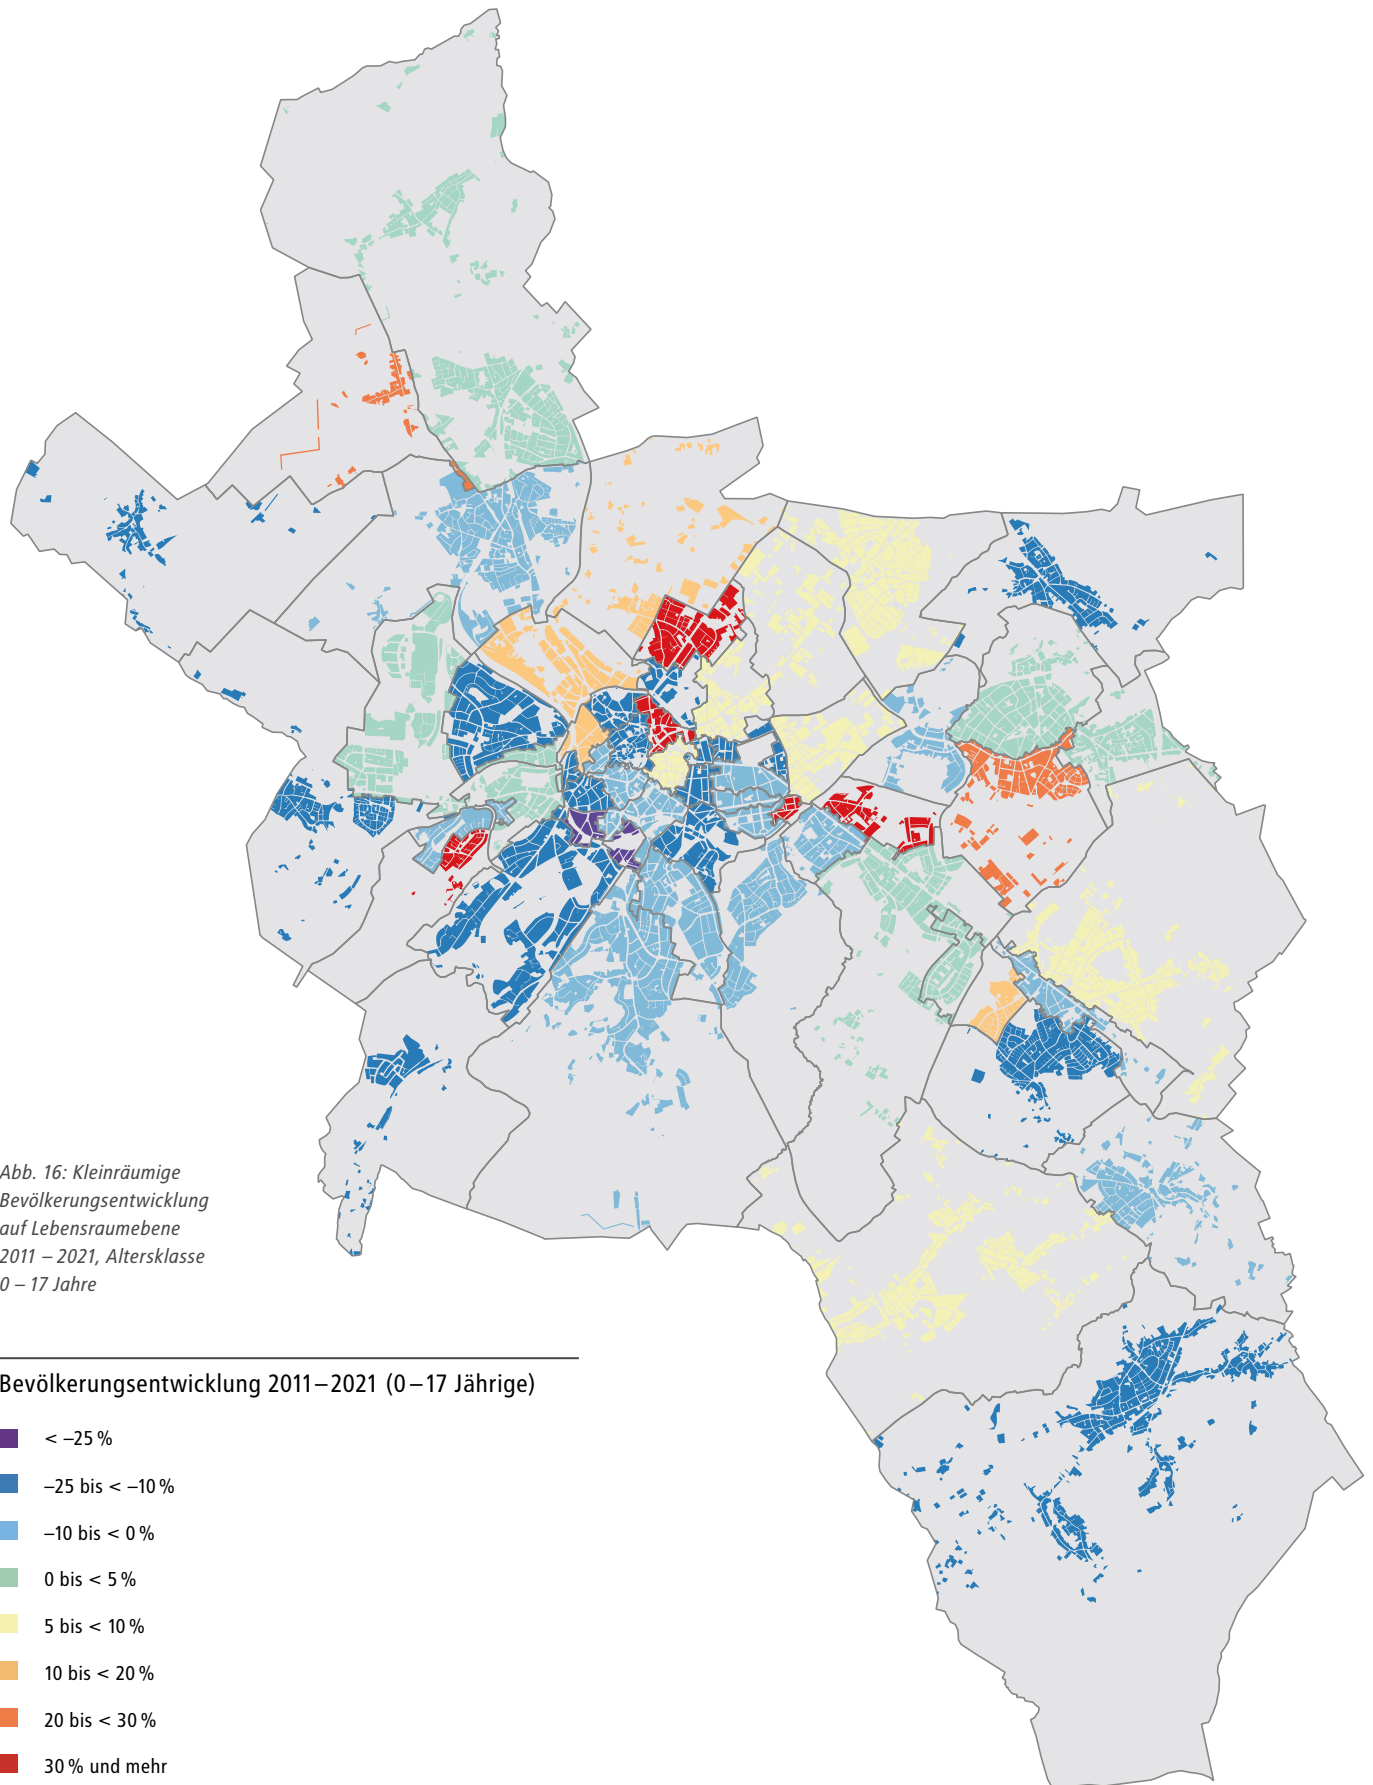 Abb. 16: Kleinräumige
Bevölkerungsentwicklung
auf Lebensraumebene
2011 – 2021, Altersklasse
0 – 17 Jahre
Bevölkerungsentwicklung 2011–2021 (0–17 Jährige)
< –25 %
–25 bis < –10 %
–10 bis < 0 %
0 bis < 5 %
5 bis < 10 %
10 bis < 20 %
20 bis < 30 %
30 % und mehr